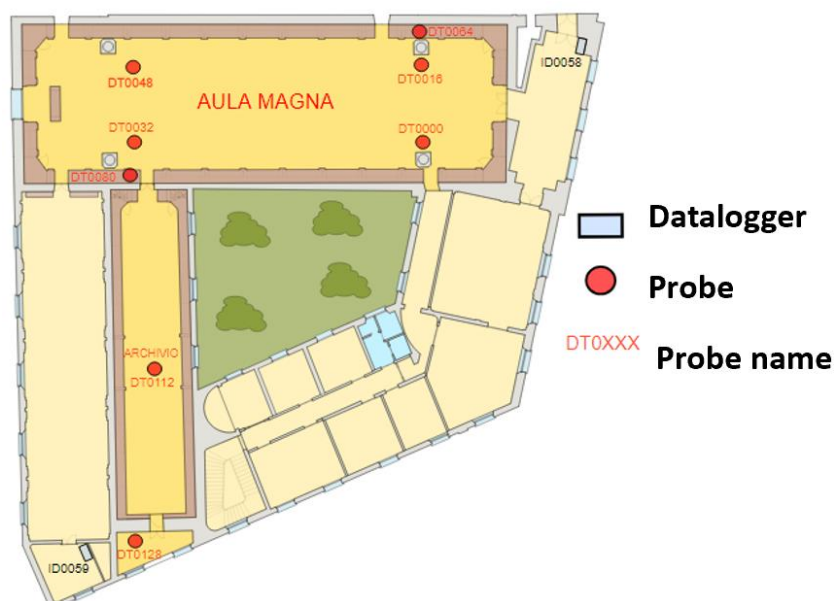 DT0064
ID0058
DT0048
DT0016
AULA MAGNA
DT0032
DT0000
DT0080
Datalogger
Probe
DT0XXX
Probe name
ARCHIVIO
DT0112
DT0128
ID0059